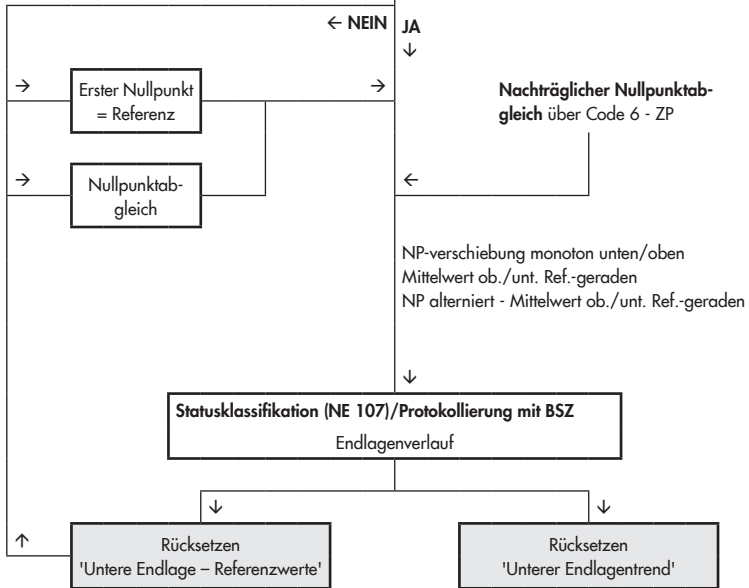 ← NEIN
JA
↓
→
Erster Nullpunkt
= Referenz
→
Nachträglicher Nullpunktab-
gleich über Code 6 - ZP
→
Nullpunktab-
gleich
←
NP-verschiebung monoton unten/oben
Mittelwert ob./unt. Ref.-geraden
NP alterniert - Mittelwert ob./unt. Ref.-geraden
↓
Statusklassifikation (NE 107)/Protokollierung mit BSZ
Endlagenverlauf
↓
↓
↑
Rücksetzen
'Untere Endlage – Referenzwerte'
Rücksetzen
'Unterer Endlagentrend'